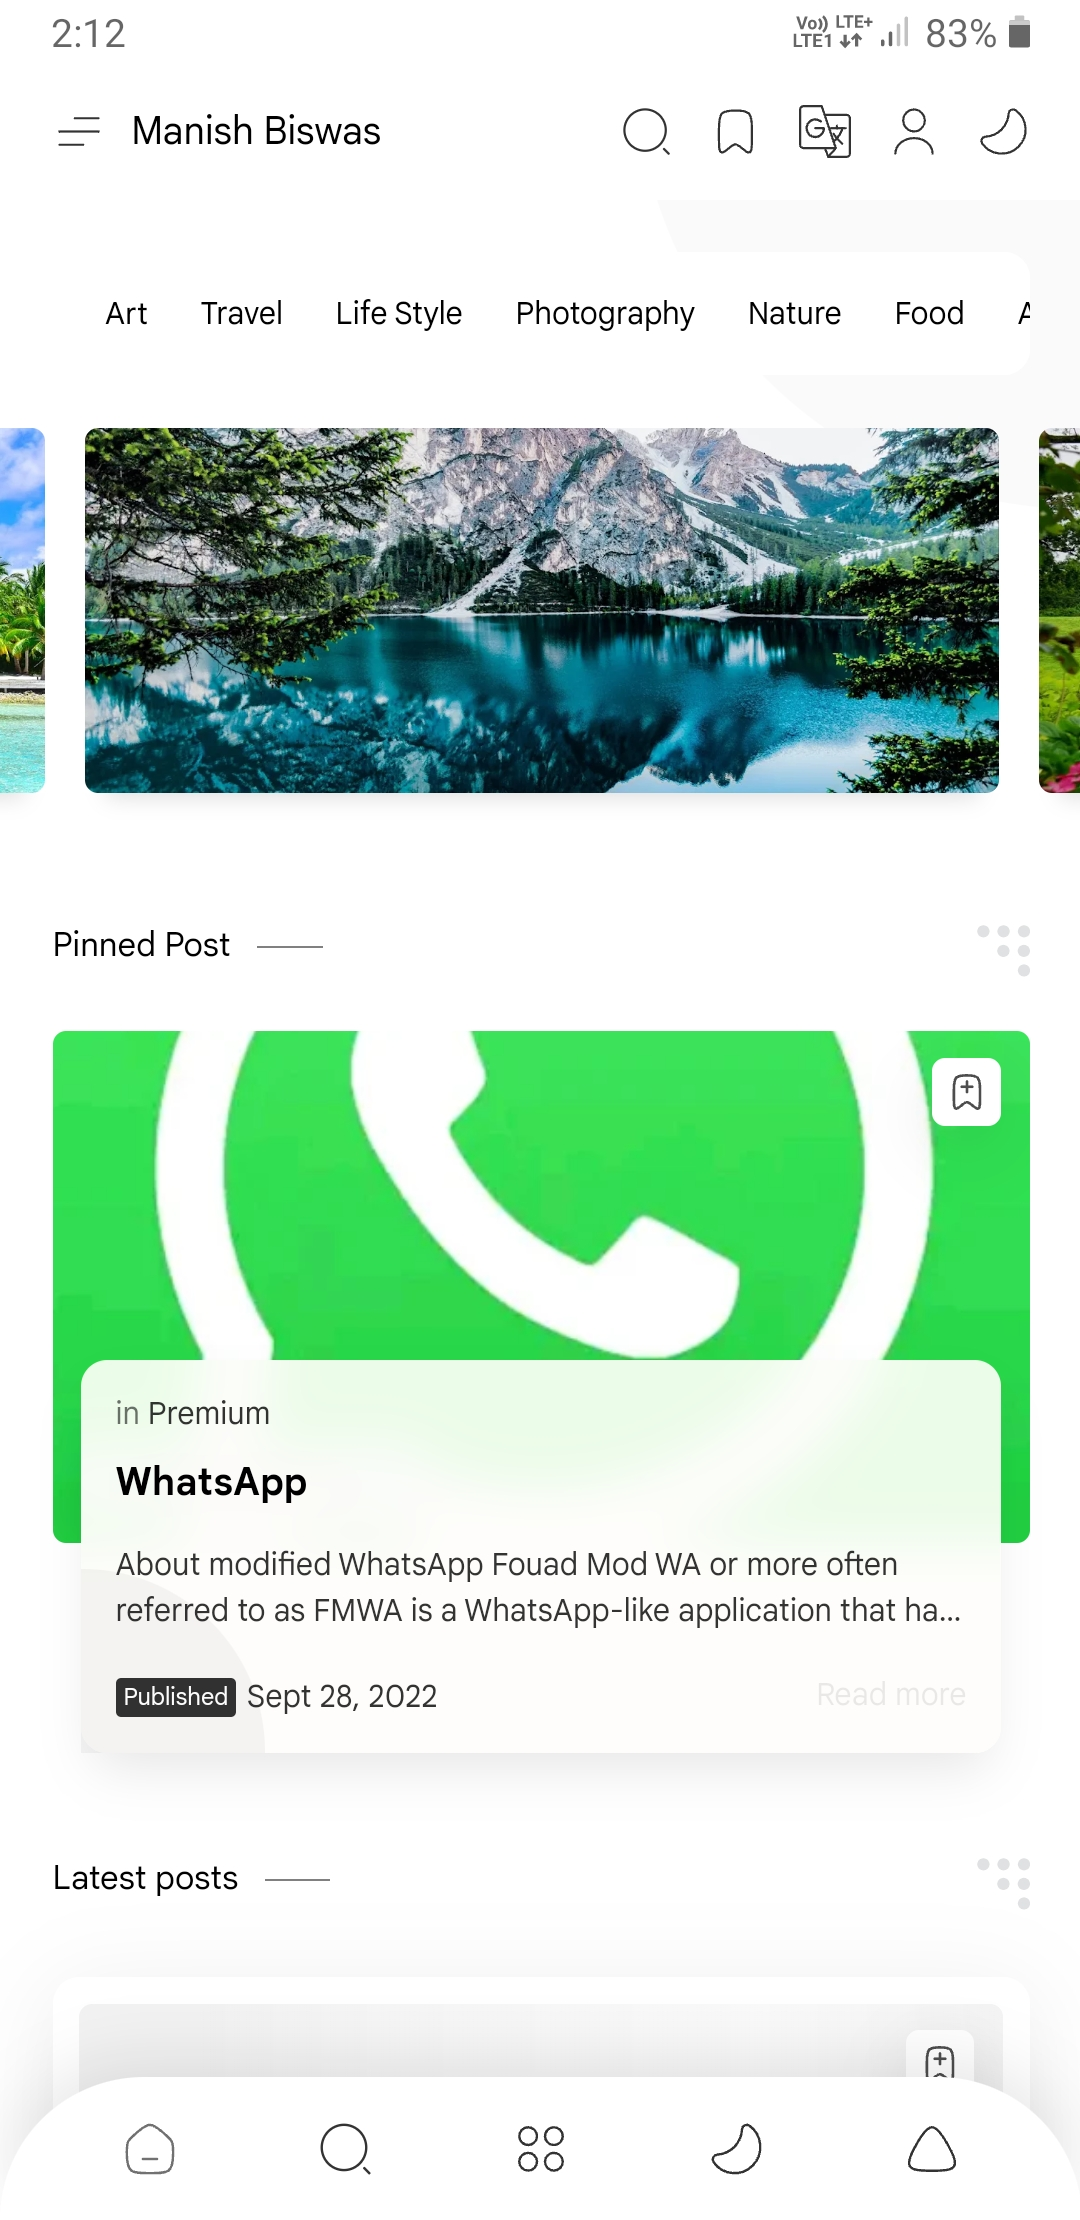 2:12
Vo)) LTE+
LTE1
83%
Manish Biswas
Art Travel Life Style Photography Nature Food
Pinned Post
in Premium
WhatsApp
About modified WhatsApp Fouad Mod WA or more often
referred to as FMWA is a WhatsApp-like application that ha...
Published Sept 28, 2022
Read more
Latest posts